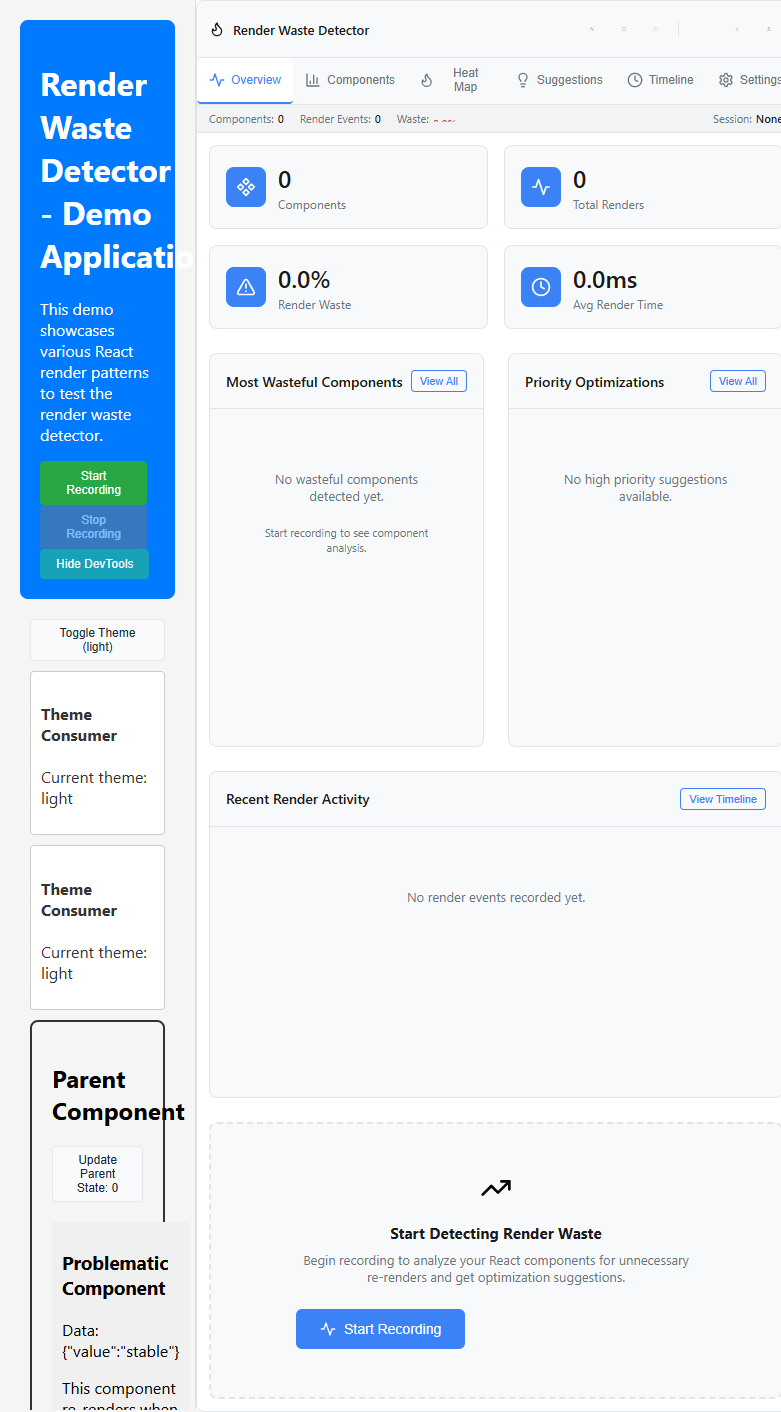 Render
Waste
Detector
- Demo
Applicatio
This demo
showcases
various React
render patterns
to test the
render waste
detector.
Start
Recording
Stop
Recording
Hide DevTools
Toggle Theme
(light)
Theme
Consumer
Current theme:
light
Theme
Consumer
Current theme:
light
Parent
Component
Update
Parent
State: 0
Problematic
Component
Data:
{"value":"stable"}
This component
re-renders when
Render Waste Detector
Overview
Components
Heat
Map
Suggestions
Timeline
Settings
Components: 0
Render Events: 0
Waste:
Session: None
0
Components
0
Total Renders
0.0%
Render Waste
0.0ms
Avg Render Time
Most Wasteful Components
View All
No wasteful components
detected yet.
Start recording to see component
analysis.
Priority Optimizations
View All
No high priority suggestions
available.
Recent Render Activity
View Timeline
No render events recorded yet.
Start Detecting Render Waste
Begin recording to analyze your React components for unnecessary
re-renders and get optimization suggestions.
Start Recording